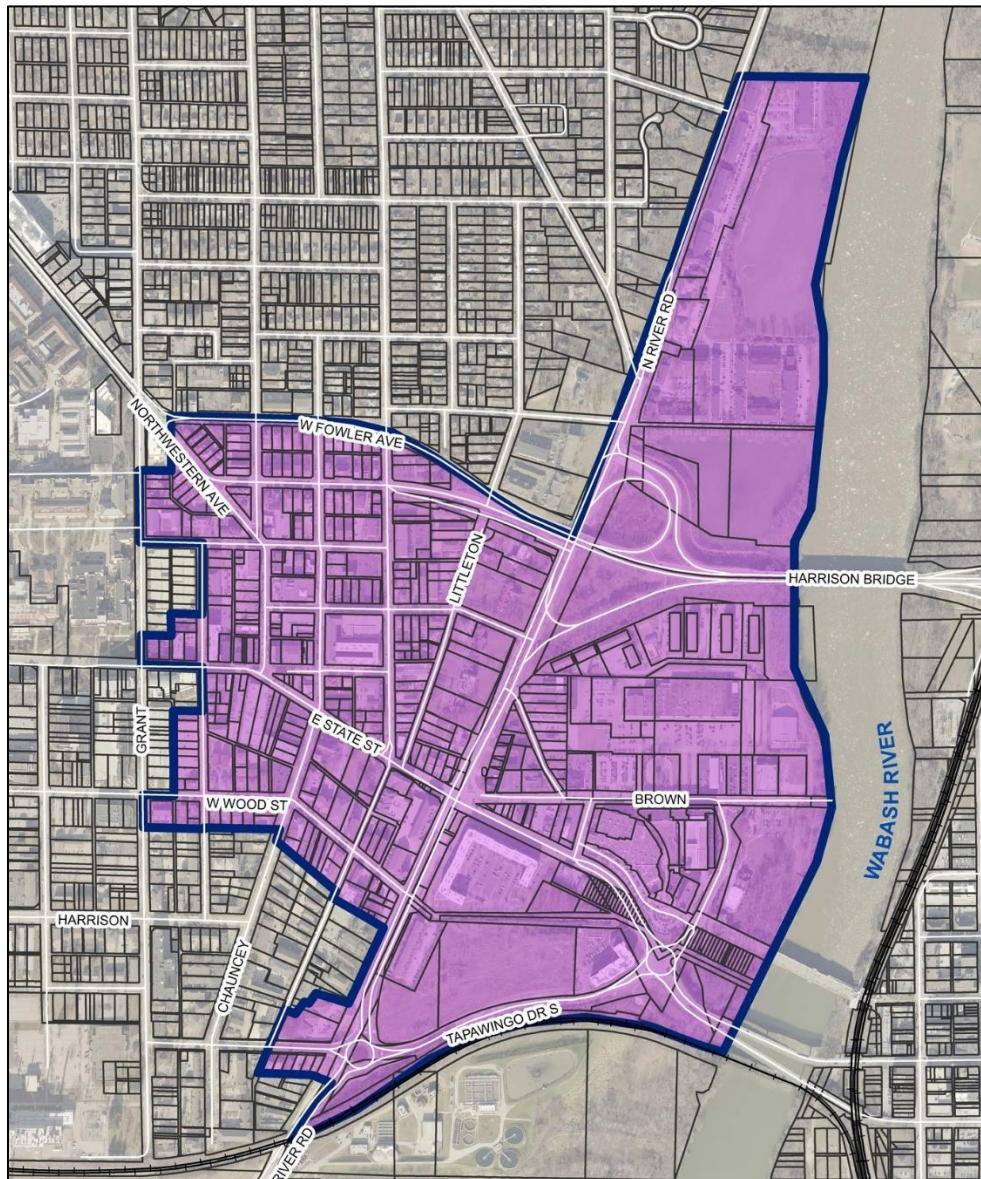 N RIVER RD
NORTHWESTERN AVE
W FOWLER AVE
LITTLETON
HARRISON BRIDGE
GRANT
E STATE ST
W WOOD ST
BROWN
WABASH RIVER
HARRISON
CHAUNCEY
TAPAWINGO DR S
RIVER RD